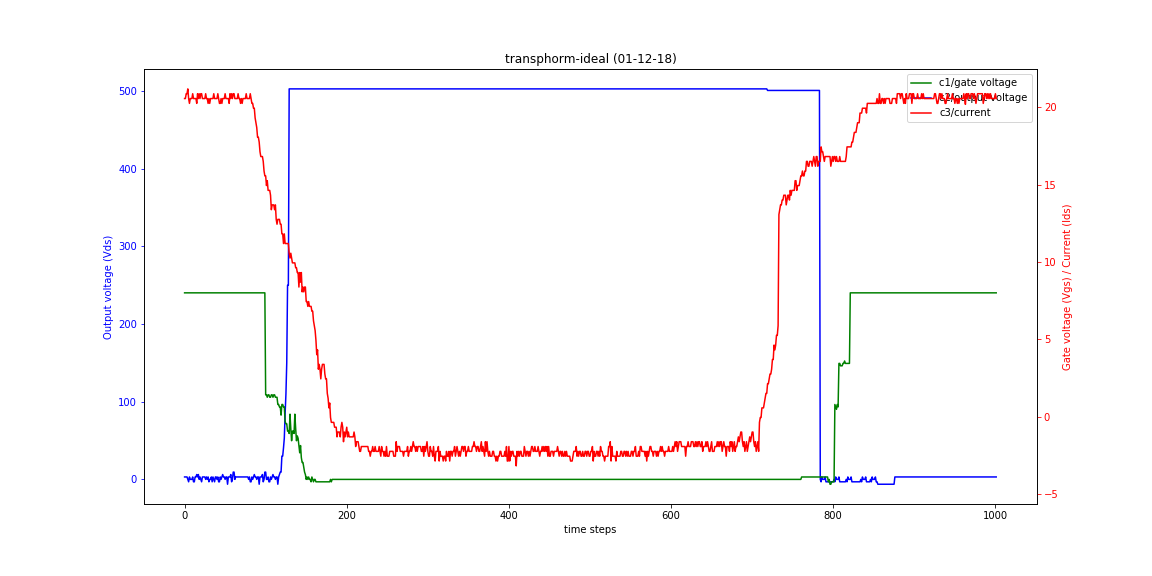 transphorm-ideal (01-12-18)
500
400
300
200
100
0
Output voltage (Vds)
c1/gate voltage
voltage
c3/current
20
15
10
5
0
−5
Gate voltage (Vgs) / Current (Ids)
0
200
400
600
800
1000
time steps